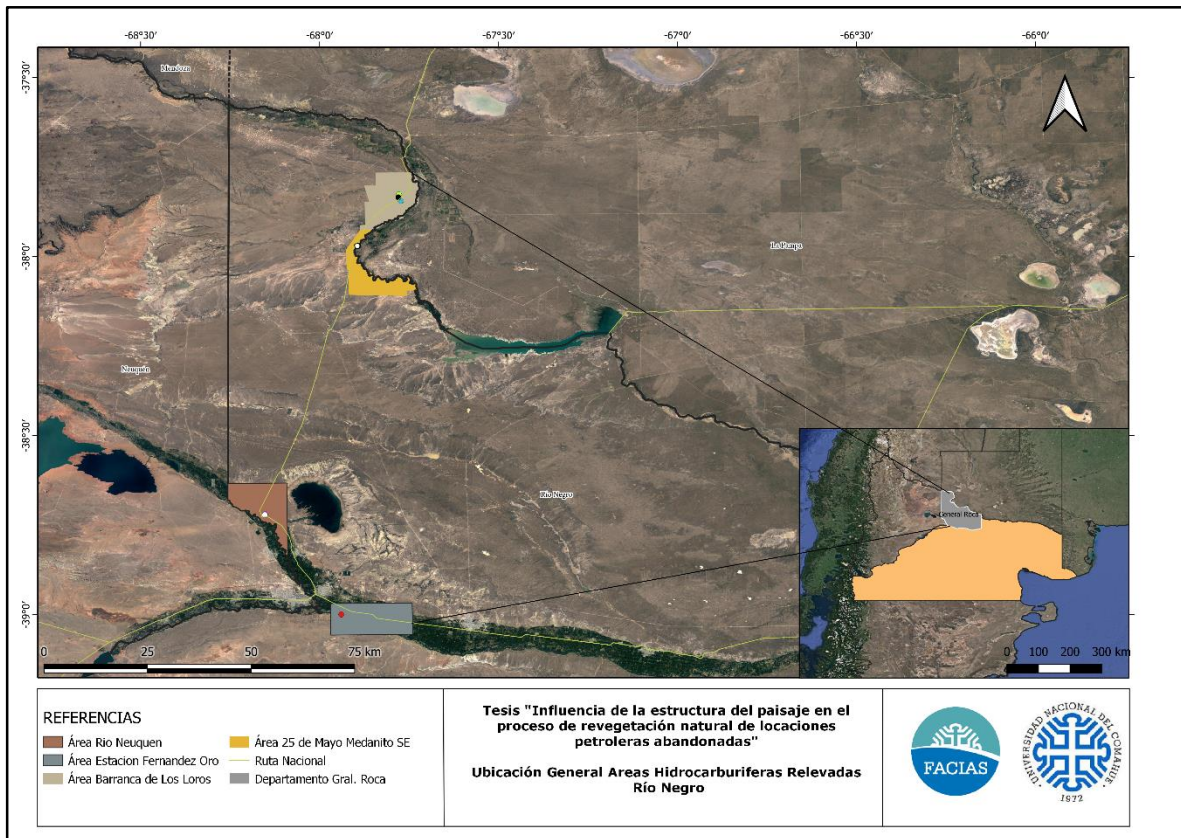 -68°30'
-68°0'
-67°30'
-67°0'
-66°30'
-66°0'
-37°30'
-38°0'
-38°30'
-39°0'
Mendoza
La Pampa
Neuquén
Río Negro
General Roca
0 25 50 75 km
0 100 200 300 km
REFERENCIAS
Área Rio Neuquen
Área Estacion Fernandez Oro
Área Barranca de Los Loros
Área 25 de Mayo Medanito SE
Ruta Nacional
Departamento Gral. Roca
Tesis "Influencia de la estructura del paisaje en el
proceso de revegetación natural de locaciones
petroleras abandonadas"
Ubicación General Areas Hidrocarburiferas Relevadas
Río Negro
FACIAS
UNIVERSIDAD NACIONAL DEL COMAHUE
1972